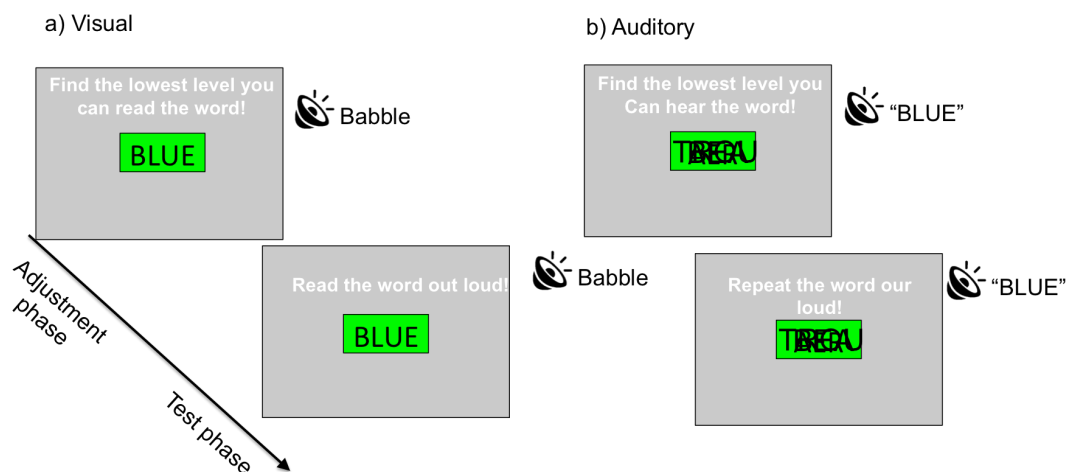 a) Visual
Find the lowest level you
can read the word!
BLUE
Babble
Read the word out loud!
BLUE
Babble
Adjustment
phase
Test phase
b) Auditory
Find the lowest level you
Can hear the word!
“BLUE”
Repeat the word our
loud!
“BLUE”